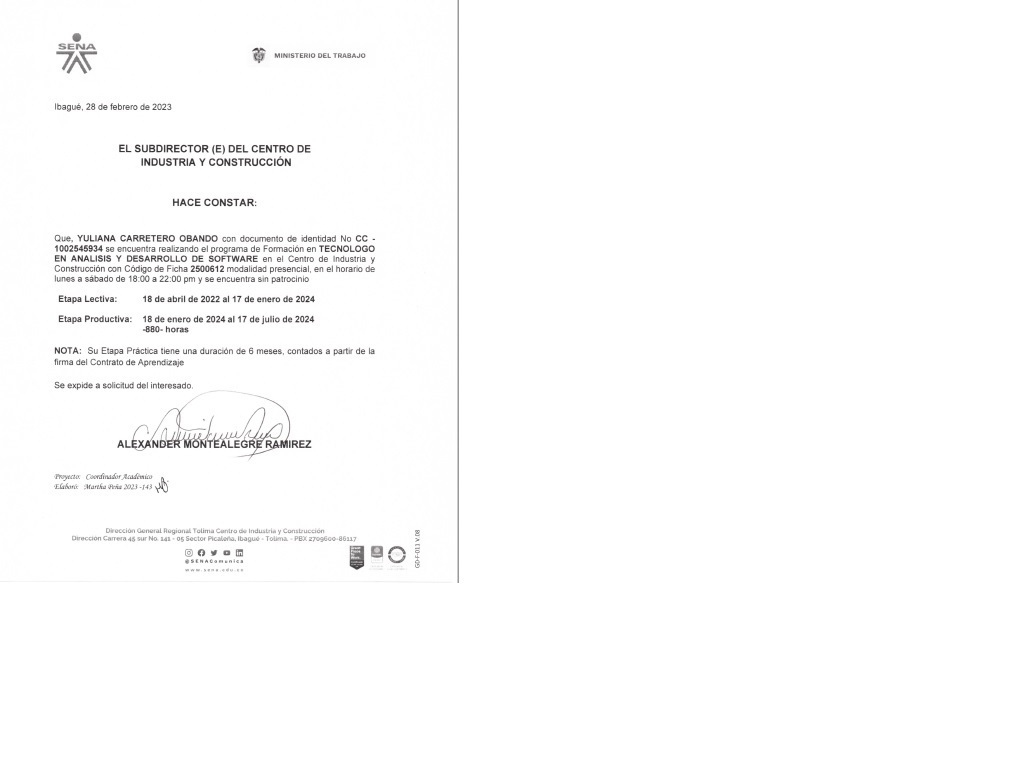 SENA
MINISTERIO DEL TRABAJO
Ibagué, 28 de febrero de 2023
EL SUBDIRECTOR (E) DEL CENTRO DE
INDUSTRIA Y CONSTRUCCIÓN
HACE CONSTAR:
Que, YULIANA CARRETERO OBANDO con documento de identidad No CC -
1002545934 se encuentra realizando el programa de Formación en TECNOLOGO
EN ANALISIS Y DESARROLLO DE SOFTWARE en el Centro de Industria y
Construcción con Código de Ficha 2500612 modalidad presencial, en el horario de
lunes a sábado de 18:00 a 22:00 pm y se encuentra sin patrocinio
Etapa Lectiva: 18 de abril de 2022 al 17 de enero de 2024
Etapa Productiva: 18 de enero de 2024 al 17 de julio de 2024
-880- horas
NOTA: Su Etapa Práctica tiene una duración de 6 meses, contados a partir de la
firma del Contrato de Aprendizaje
Se expide a solicitud del interesado.
ALEXANDER MONTEALEGRE RAMIREZ
Proyecto: Coordinador Académico
Elaboró: Martha Peña 2023 -143
Dirección General Regional Tolima Centro de Industria y Construcción
Dirección Carrera 45 sur No. 141 - 05 Sector Picaleña, Ibagué - Tolima. - PBX 2709600-86117
@SENAComunica
www.sena.edu.co
GD-F-011 V.08